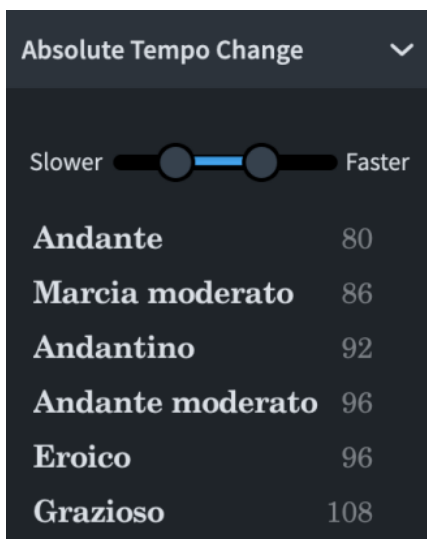 Absolute Tempo Change
Slower Faster
Andante 80
Marcia moderato 86
Andantino 92
Andante moderato 96
Eroico 96
Grazioso 108